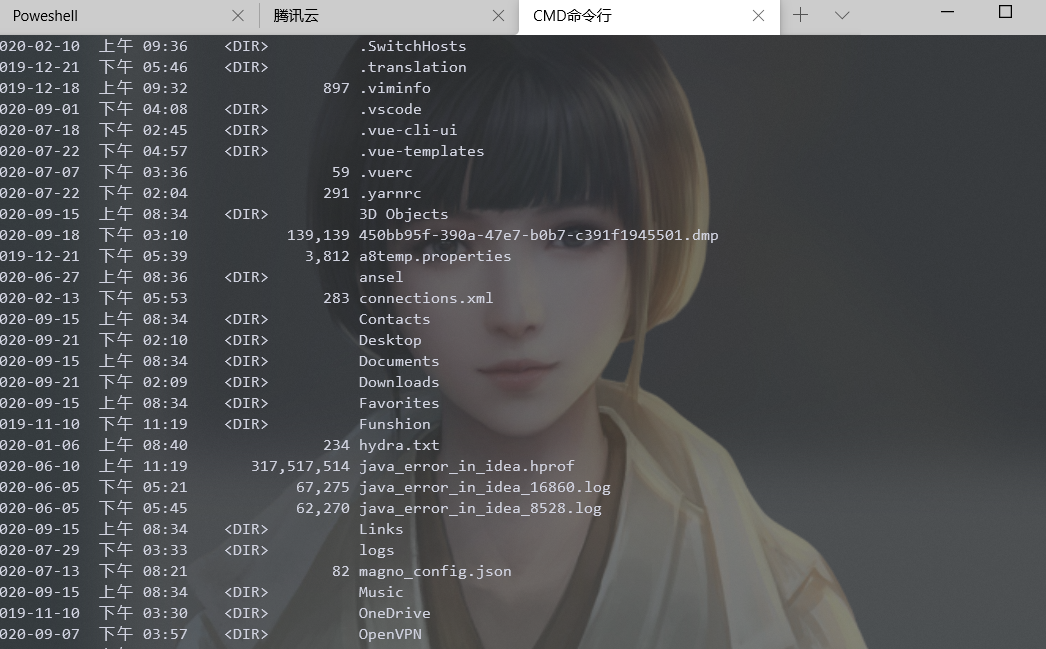 Poweshell 腾讯云 CMD命令行
020-02-10 上午 09:36 <DIR> .SwitchHosts
019-12-21 下午 05:46 <DIR> .translation
019-12-18 上午 09:32 897 .viminfo
020-09-01 下午 04:08 <DIR> .vscode
020-07-18 下午 02:45 <DIR> .vue-cli-ui
020-07-22 下午 04:57 <DIR> .vue-templates
020-07-07 下午 03:36 59 .vuerc
020-07-22 下午 02:04 291 .yarnrc
020-09-15 上午 08:34 <DIR> 3D Objects
020-09-18 下午 03:10 139,139 450bb95f-390a-47e7-b0b7-c391f1945501.dmp
019-12-21 下午 05:39 3,812 a8temp.properties
020-06-27 上午 08:36 <DIR> ansel
020-02-13 下午 05:53 283 connections.xml
020-09-15 上午 08:34 <DIR> Contacts
020-09-21 下午 02:10 <DIR> Desktop
020-09-15 上午 08:34 <DIR> Documents
020-09-21 下午 02:09 <DIR> Downloads
020-09-15 上午 08:34 <DIR> Favorites
019-11-10 下午 11:19 <DIR> Funshion
020-01-06 上午 08:40 234 hydra.txt
020-06-10 上午 11:19 317,517,514 java_error_in_idea.hprof
020-06-05 下午 05:21 67,275 java_error_in_idea_16860.log
020-06-05 下午 05:45 62,270 java_error_in_idea_8528.log
020-09-15 上午 08:34 <DIR> Links
020-07-29 下午 03:33 <DIR> logs
020-07-13 下午 08:21 82 magno_config.json
020-09-15 上午 08:34 <DIR> Music
019-11-10 下午 03:30 <DIR> OneDrive
020-09-07 下午 03:57 <DIR> OpenVPN